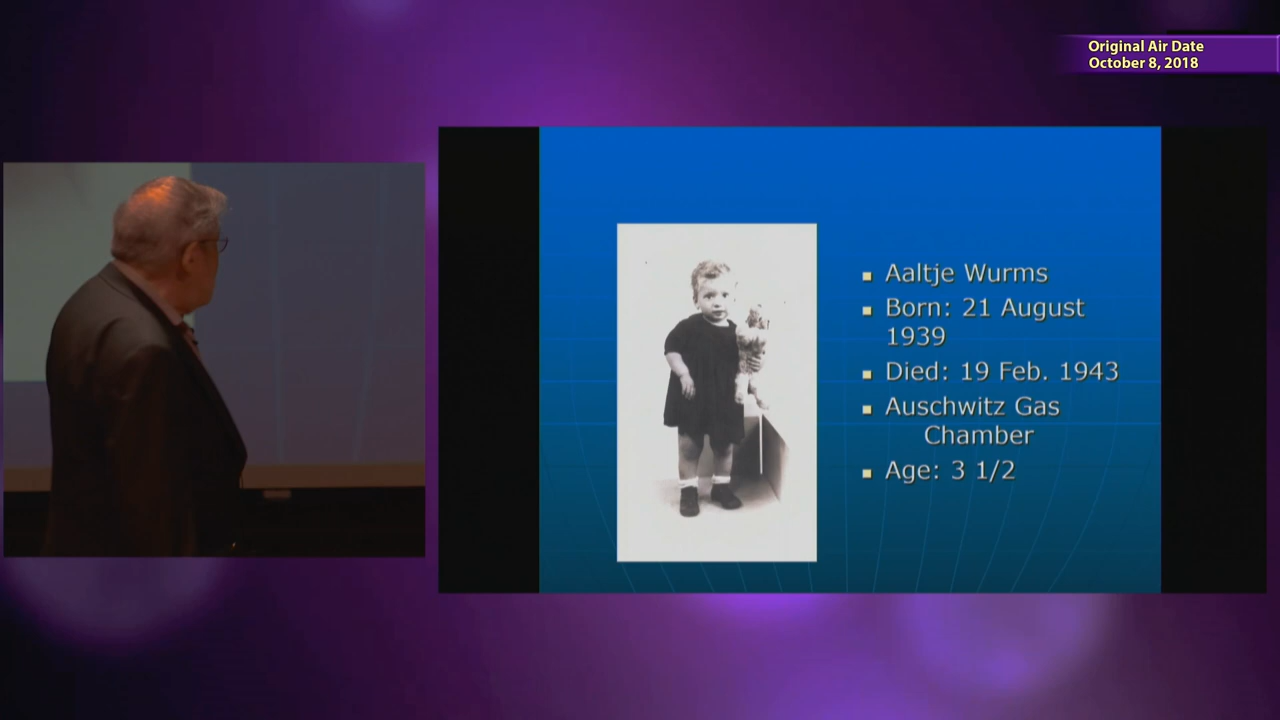 Original Air Date
October 8, 2018
Aaltje Wurms
Born: 21 August
1939
Died: 19 Feb. 1943
Auschwitz Gas
Chamber
Age: 3 1/2